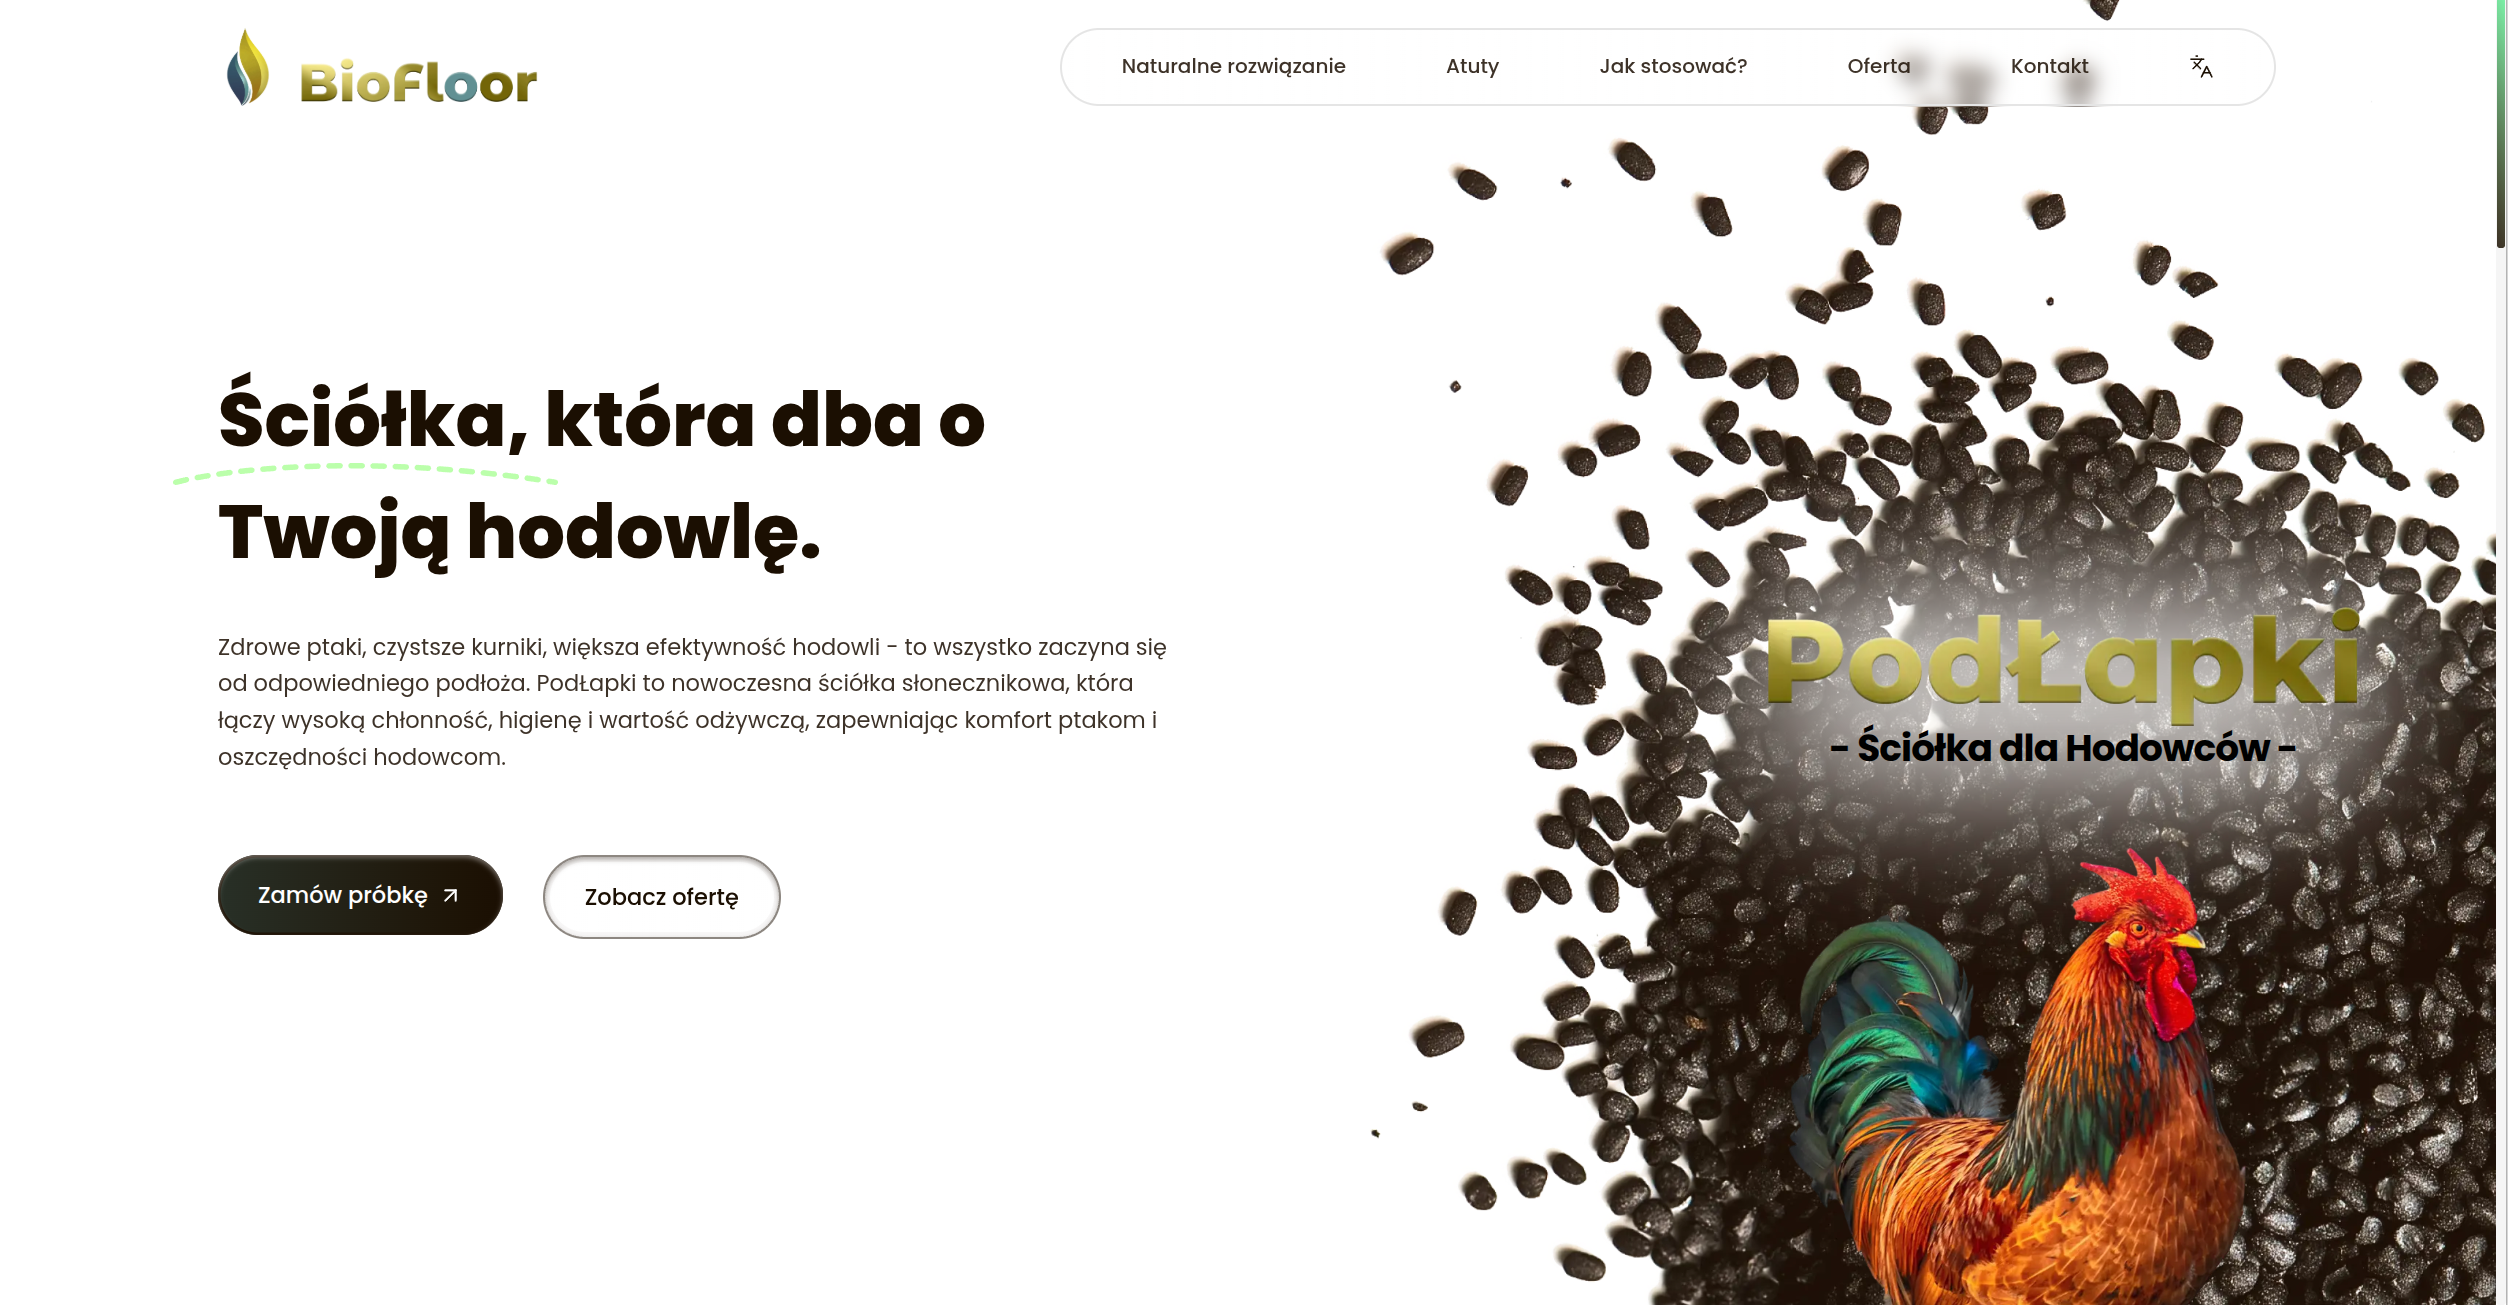 BioFloor
Naturalne rozwiązanie
Atuty
Jak stosować?
Oferta
Kontakt
Ściółka, która dba o
Twoją hodowlę.
Zdrowe ptaki, czystsze kurniki, większa efektywność hodowli - to wszystko zaczyna się
od odpowiedniego podłoża. PodŁapki to nowoczesna ściółka słonecznikowa, która
łączy wysoką chłonność, higienę i wartość odżywczą, zapewniając komfort ptakom i
oszczędności hodowcom.
Zamów próbkę
Zobacz ofertę
PodŁapki
- Ściółka dla Hodowców -